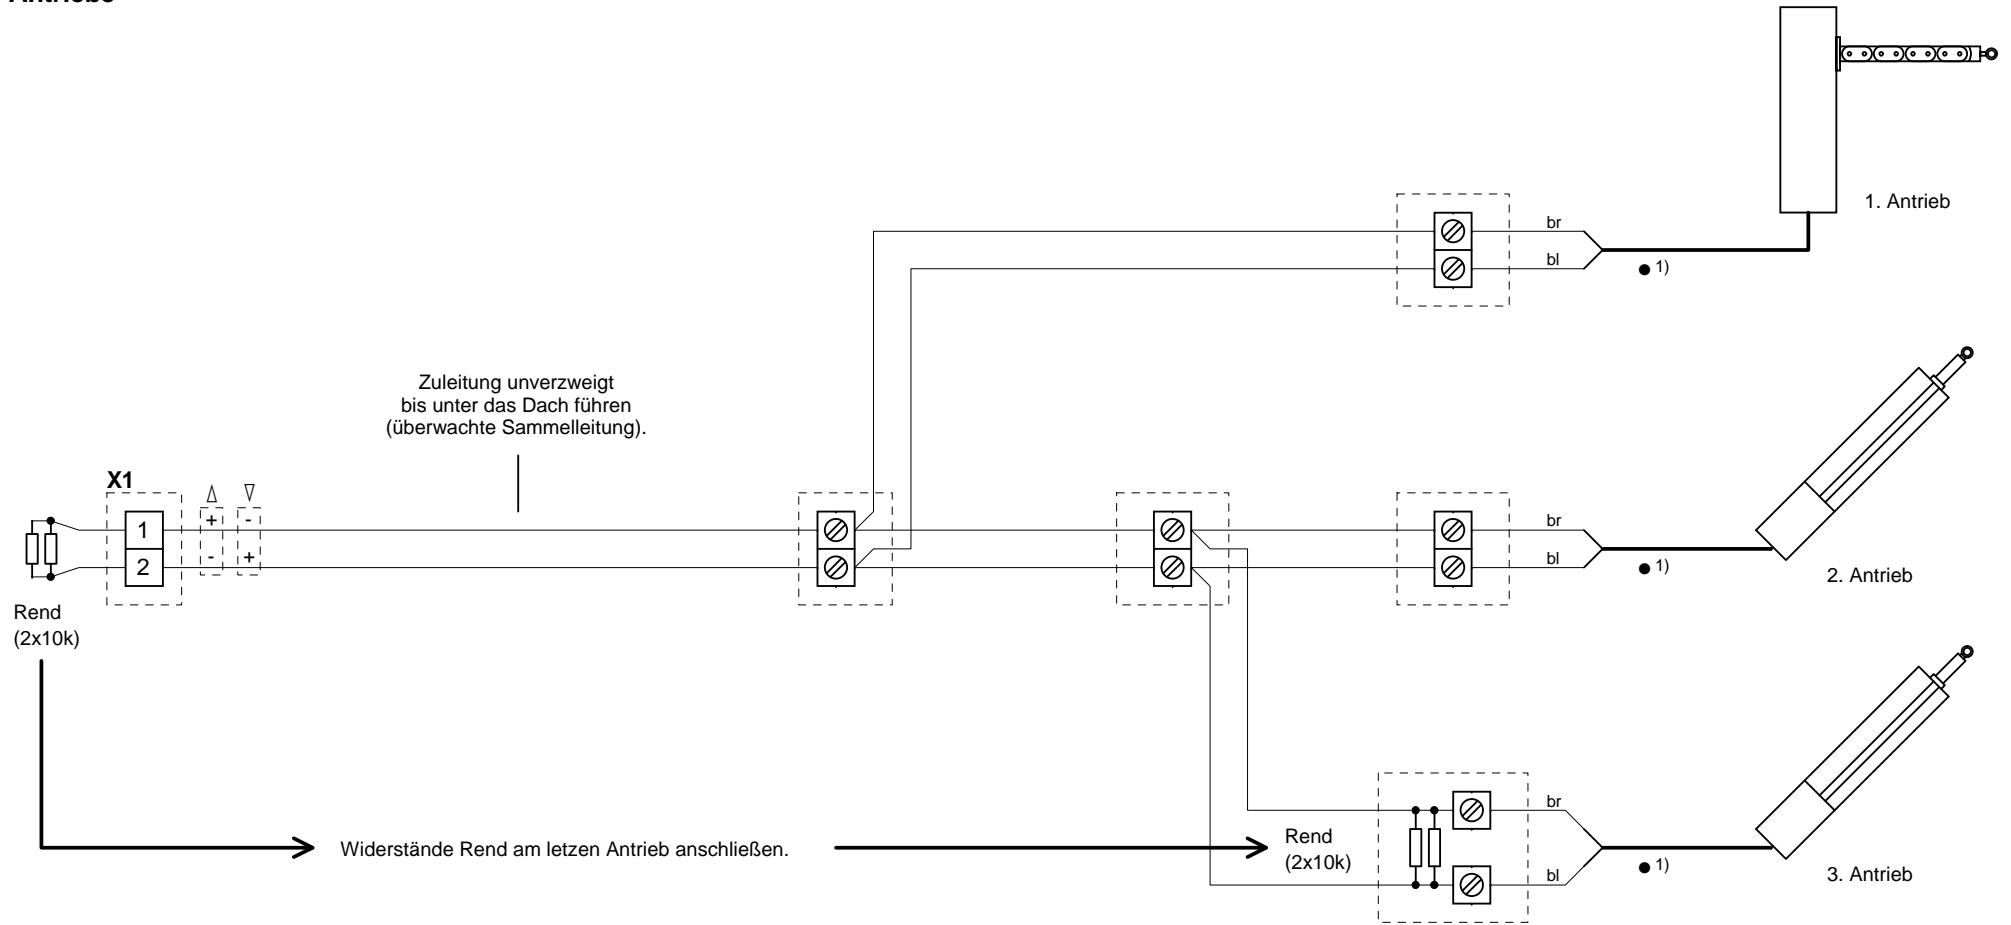 Antriebe
1. Antrieb
br
bl
1)
Zuleitung unverzweigt
bis unter das Dach führen
(überwachte Sammelleitung).
X1
+ -
- +
1
2
br
bl
1)
2. Antrieb
Rend
(2x10k)
Widerstände Rend am letzen Antrieb anschließen.
Rend
(2x10k)
br
bl
1)
3. Antrieb